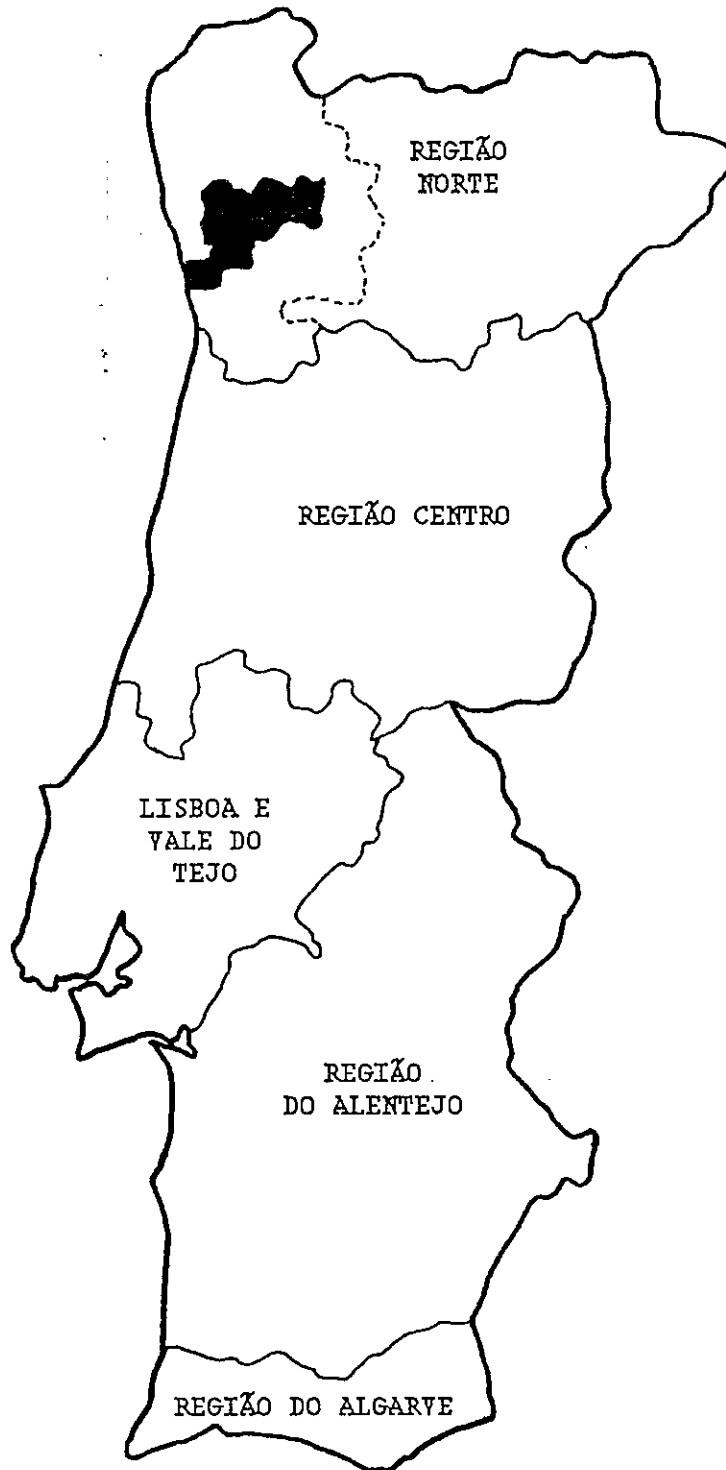 REGIÃO
NORTE
REGIÃO CENTRO
LISBOA E
VALE DO
TEJO
REGIÃO
DO ALENTEJO
REGIÃO DO ALGARVE